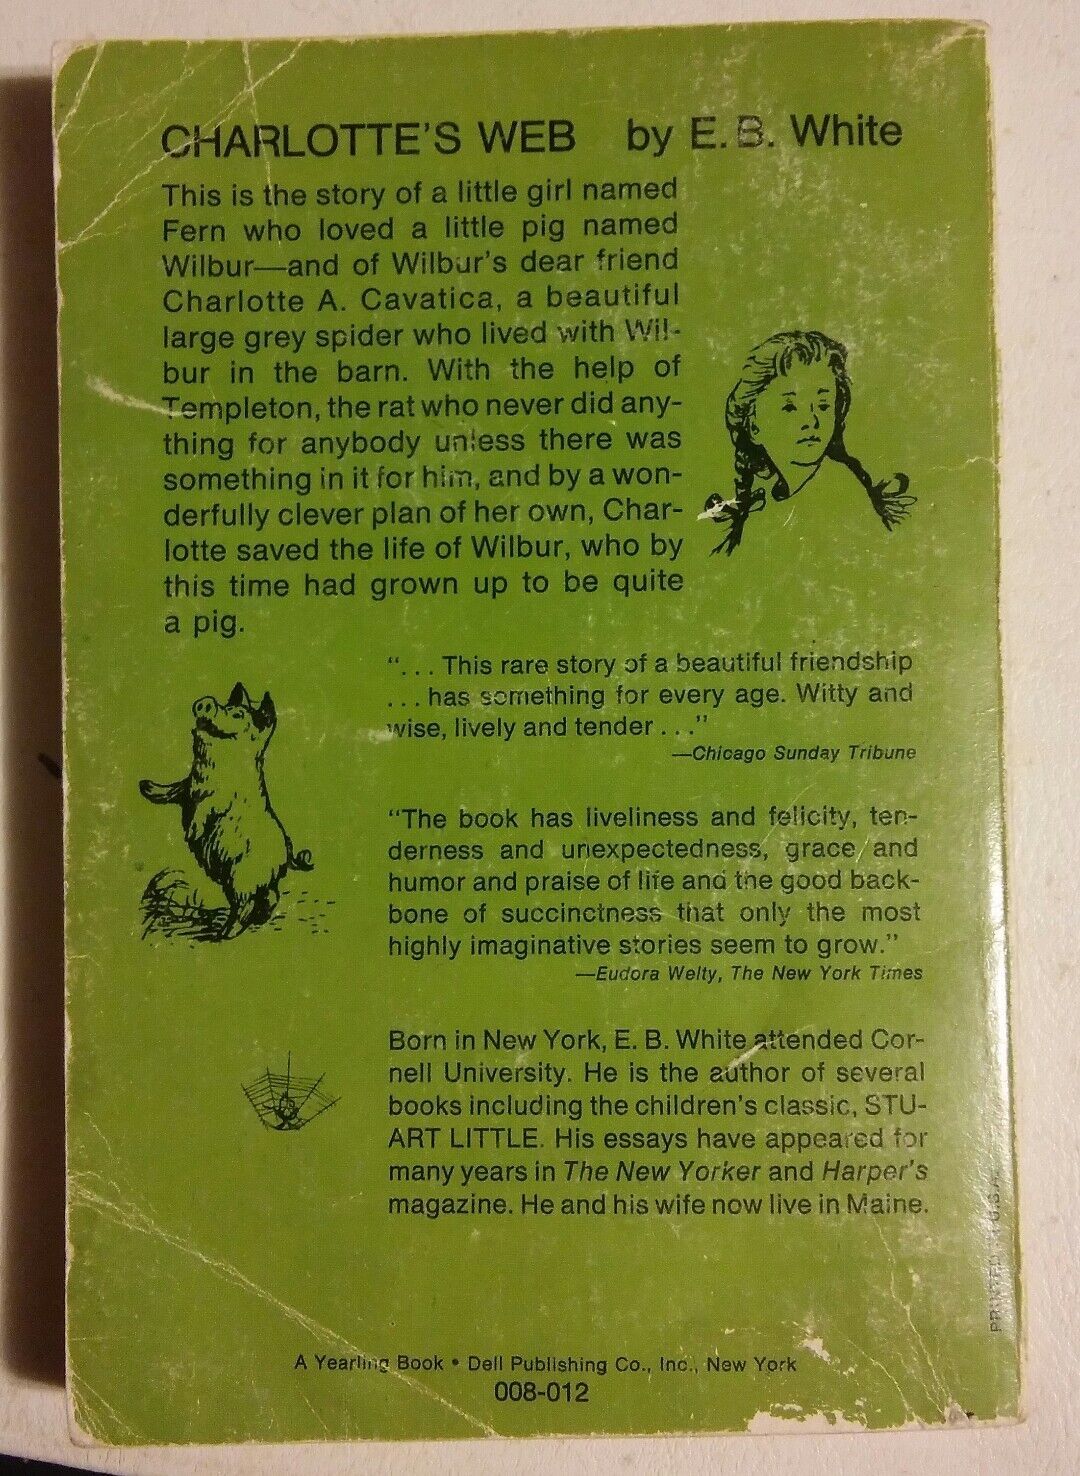 CHARLOTTE'S WEB by E. B. White
This is the story of a little girl named
Fern who loved a little pig named
Wilbur—and of Wilbur's dear friend
Charlotte A. Cavatica, a beautiful
large grey spider who lived with Wil-
bur in the barn. With the help of
Templeton, the rat who never did any-
thing for anybody unless there was
something in it for him, and by a won-
derfully clever plan of her own, Char-
lotte saved the life of Wilbur, who by
this time had grown up to be quite
a pig.
“. . . This rare story of a beautiful friendship
. . . has something for every age. Witty and
wise, lively and tender . . .”
—Chicago Sunday Tribune
“The book has liveliness and felicity, ten-
derness and unexpectedness, grace and
humor and praise of life and the good back-
bone of succinctness that only the most
highly imaginative stories seem to grow.”
—Eudora Welty, The New York Times
Born in New York, E. B. White attended Cor-
nell University. He is the author of several
books including the children's classic, STU-
ART LITTLE. His essays have appeared for
many years in The New Yorker and Harper's
magazine. He and his wife now live in Maine.
PRINTED U.S.A.
A Yearling Book • Dell Publishing Co., Inc., New York
008-012